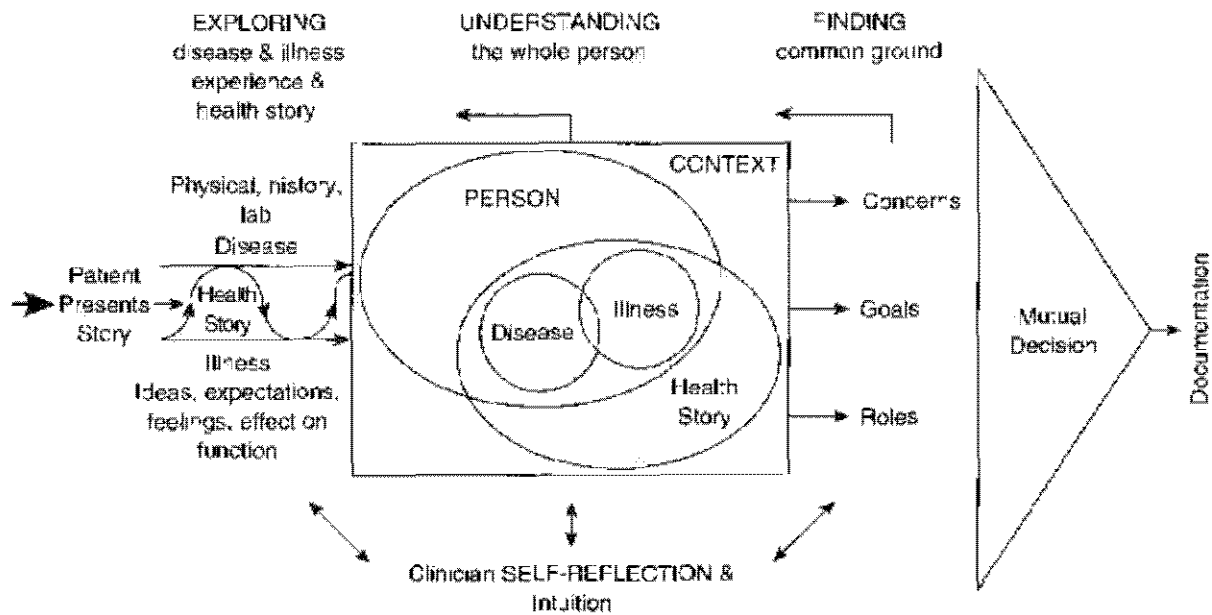 EXPLORING
disease & illness
experience &
health story
UNDERSTANDING
the whole person
FINDING
common ground
Physical, history,
lab
Disease
Patient
Presents
Story
Health
Story
Illness
Ideas, expectations,
feelings, effect on
function
CONTEXT
PERSON
Disease
Illness
Health
Story
Concerns
Goals
Roles
Mutual
Decision
Documentation
Clinician SELF-REFLECTION &
Intuition